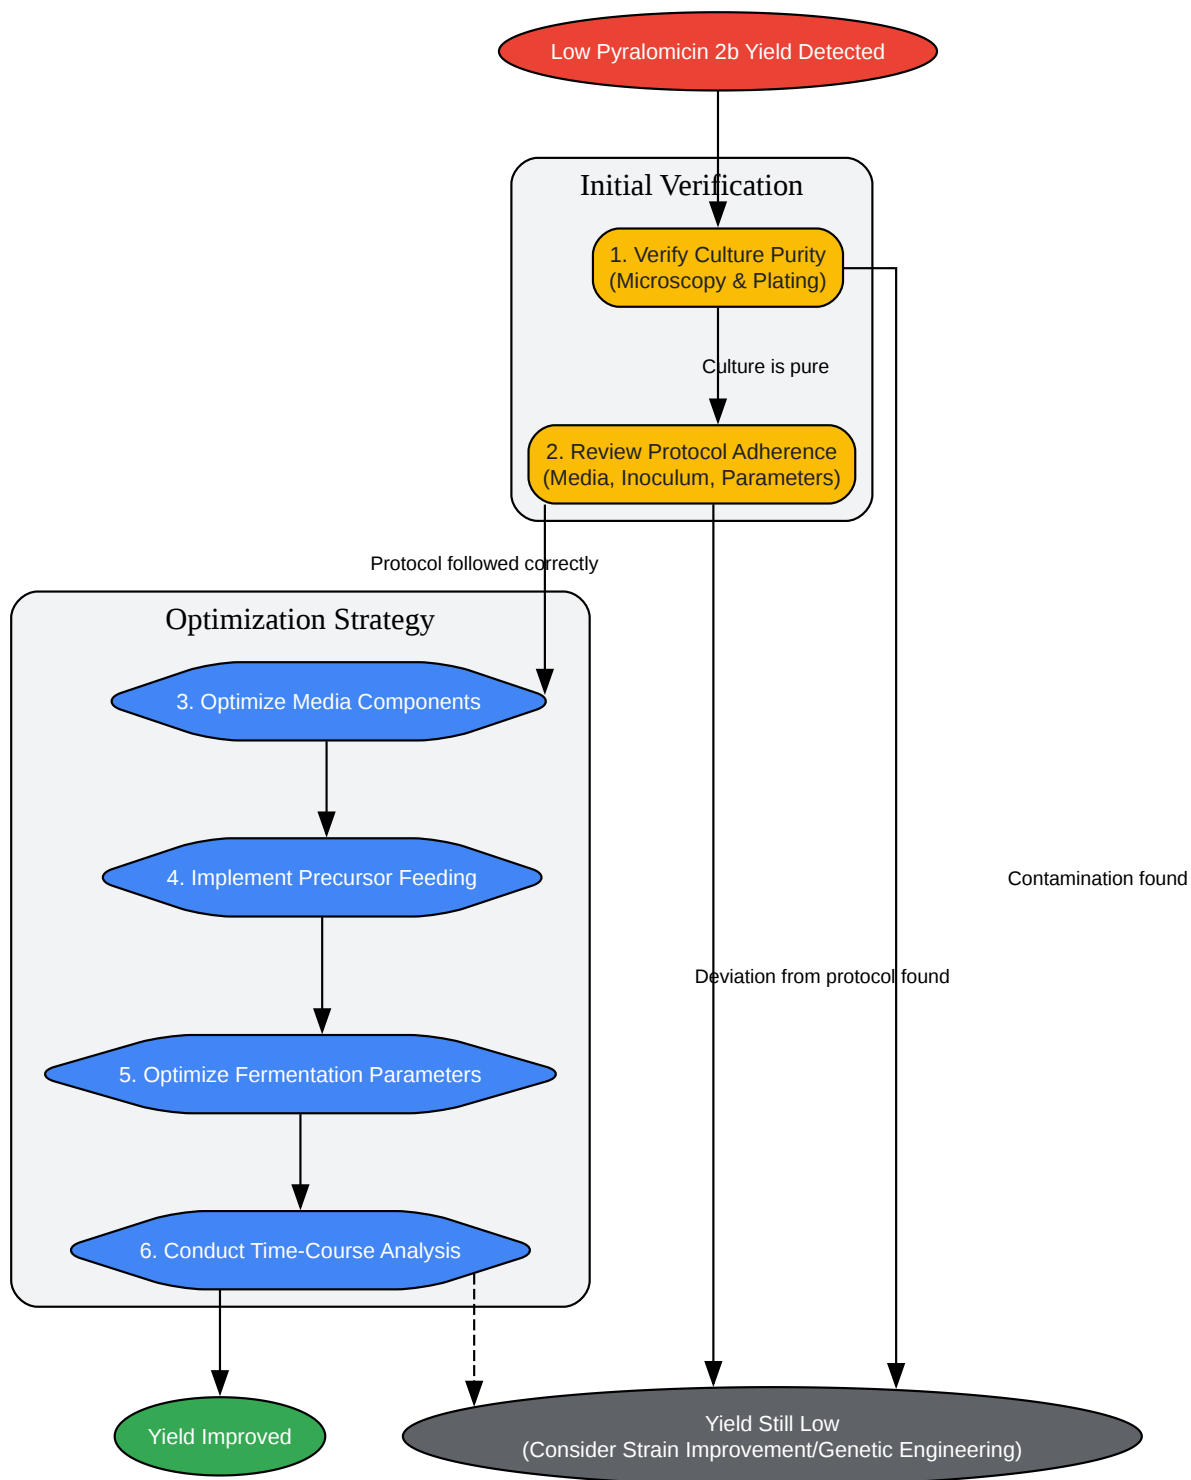 Low Pyralomicin 2b Yield Detected
Initial Verification
1. Verify Culture Purity
(Microscopy & Plating)
Culture is pure
2. Review Protocol Adherence
(Media, Inoculum, Parameters)
Protocol followed correctly
Optimization Strategy
3. Optimize Media Components
4. Implement Precursor Feeding
Contamination found
Deviation from protocol found
5. Optimize Fermentation Parameters
6. Conduct Time-Course Analysis
Yield Improved
Yield Still Low
(Consider Strain Improvement/Genetic Engineering)